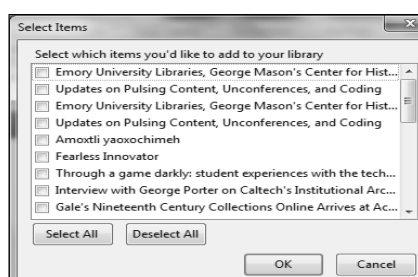 Select Items
Select which items you'd like to add to your library
Emory University Libraries, George Mason's Center for Hist...
Updates on Pulsing Content, Unconferences, and Coding
Emory University Libraries, George Mason's Center for Hist...
Updates on Pulsing Content, Unconferences, and Coding
Amoxtli yaoxochimeh
Fearless Innovator
Through a game darkly: student experiences with the tech...
Interview with George Porter on Caltech's Institutional Arc...
Gale's Nineteenth Century Collections Online Arrives at Ac...
Select All Deselect All
OK Cancel